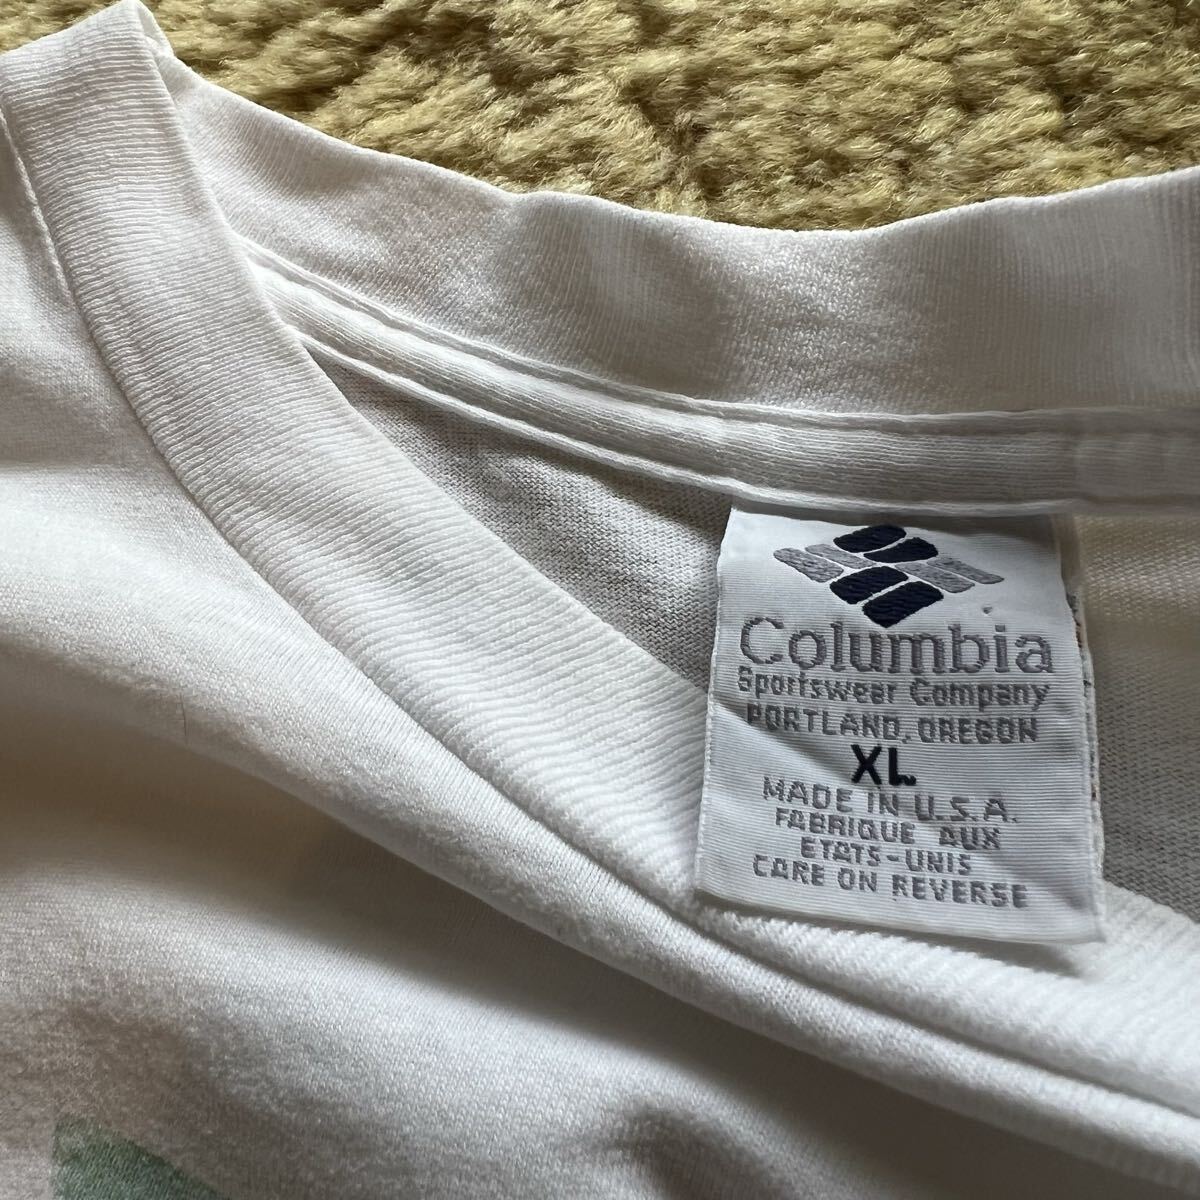 Columbia
Sportswear Company
PORTLAND, OREGON
XL
MADE IN U.S.A.
FABRIQUE AUX
ETATS-UNIS
CARE ON REVERSE